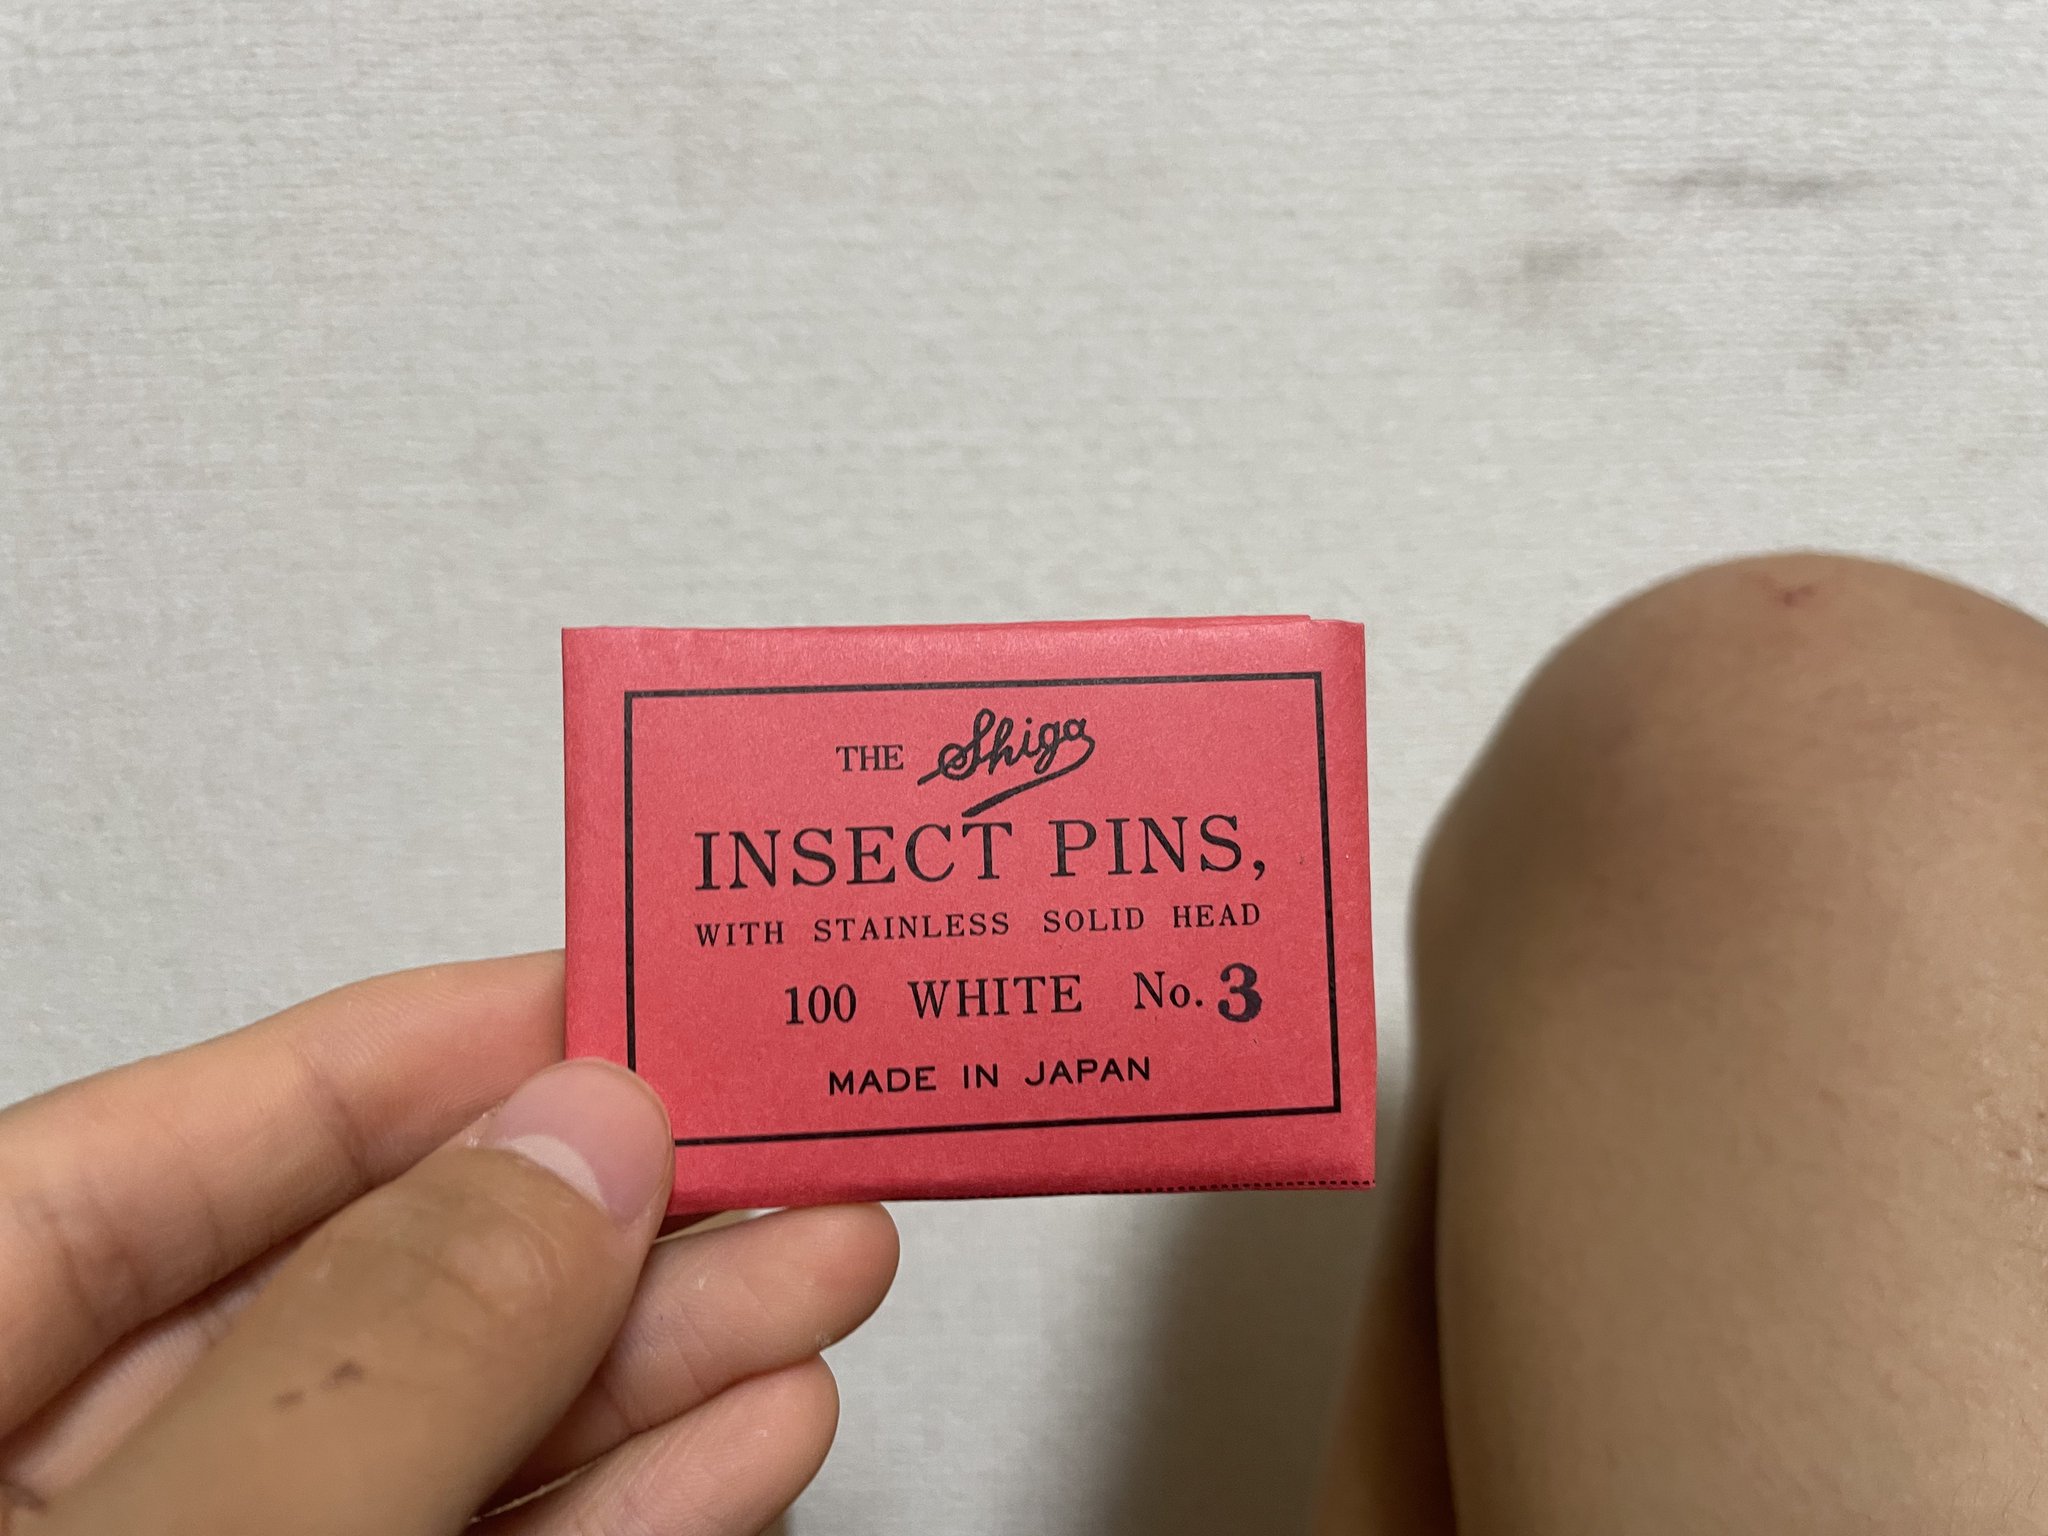 THE Shiga
INSECT PINS,
WITH STAINLESS SOLID HEAD
100 WHITE No. 3
MADE IN JAPAN